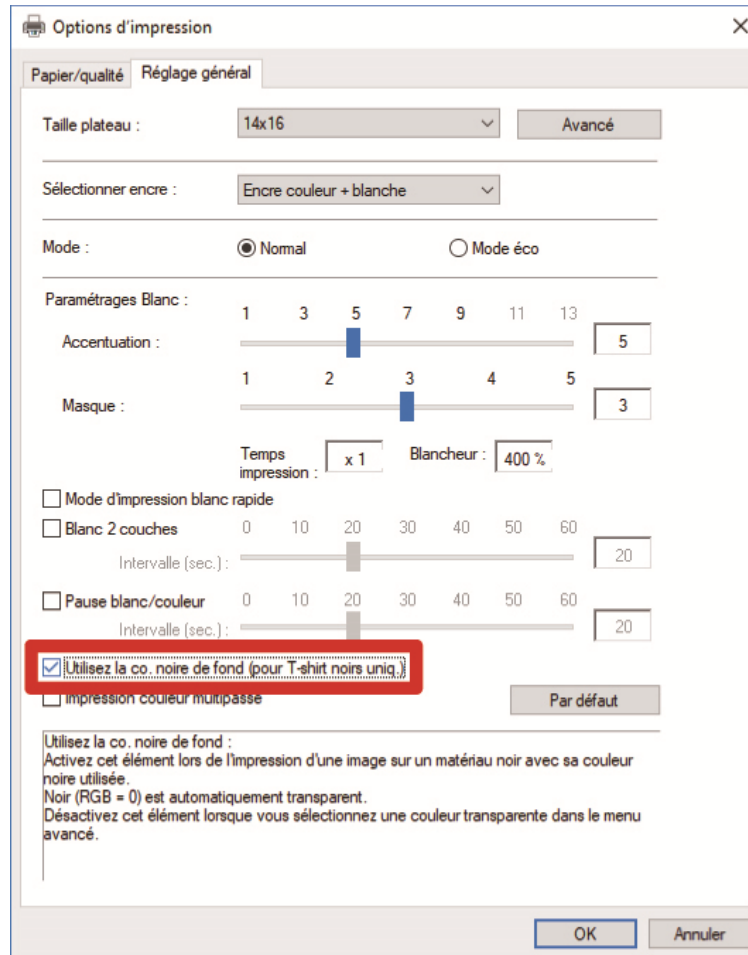 Options d'impression
Papier/qualité Réglage général
Taille plateau : 14x16 Avancé
Sélectionner encre : Encre couleur + blanche
Mode : Normal Mode éco
Paramétrages Blanc :
1 3 5 7 9 11 13
Accentuation : 5
1 2 3 4 5
Masque : 3
Temps impression : x 1 Blancheur : 400 %
Mode d'impression blanc rapide
Blanc 2 couches 0 10 20 30 40 50 60
Intervalle (sec.) : 20
Pause blanc/couleur 0 10 20 30 40 50 60
Intervalle (sec.) : 20
Utilisez la co. noire de fond (pour T-shirt noirs uniq.)
Impression couleur multipasse Par défaut
Utilisez la co. noire de fond :
Activez cet élément lors de l'impression d'une image sur un matériau noir avec sa couleur
noire utilisée.
Noir (RGB = 0) est automatiquement transparent.
Désactivez cet élément lorsque vous sélectionnez une couleur transparente dans le menu
avancé.
OK Annuler